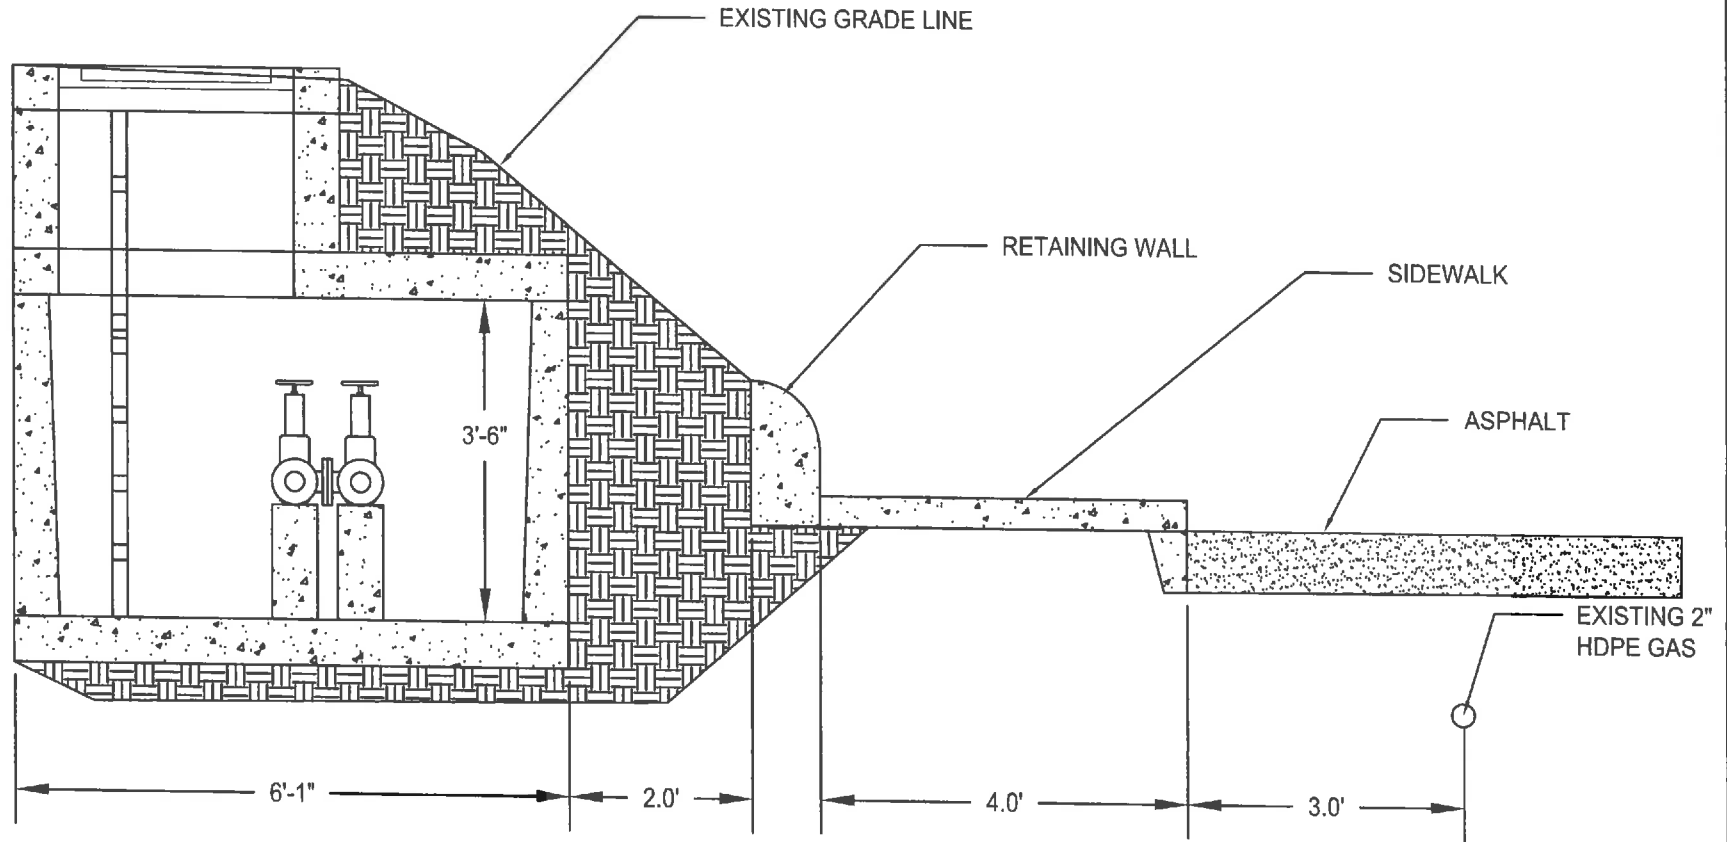 EXISTING GRADE LINE
RETAINING WALL
SIDEWALK
ASPHALT
3'-6"
EXISTING 2"
HDPE GAS
6'-1"
2.0'
4.0'
3.0'